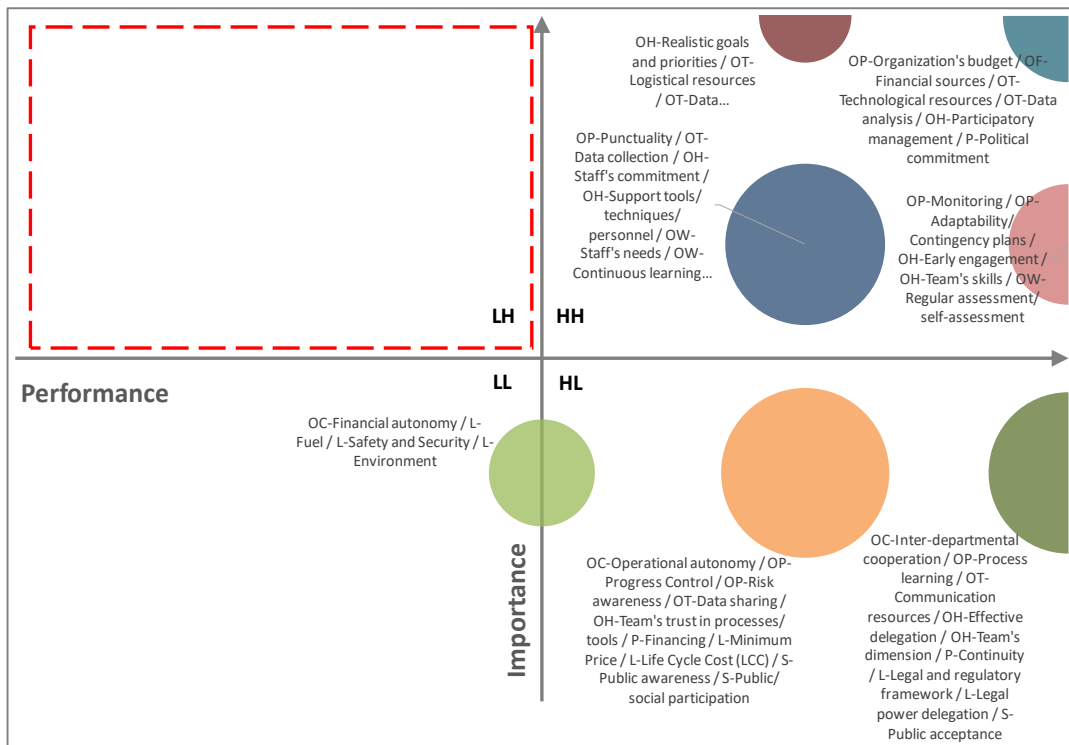 OH-Realistic goals
and priorities / OT-
Logistical resources
/ OT-Data...
OP-Organization's budget / OF-
Financial sources / OT-
Technological resources / OT-Data
analysis / OH-Participatory
management / P-Political
commitment
OP-Punctuality / OT-
Data collection / OH-
Staff's commitment /
OH-Support tools/
techniques/
personnel / OW-
Staff's needs / OW-
Continuous learning...
OP-Monitoring / OP-
Adaptability/
Contingency plans /
OH-Early engagement /
OH-Team's skills / OW-
Regular assessment/
self-assessment
LH
HH
Performance
LL
HL
OC-Financial autonomy / L-
Fuel / L-Safety and Security / L-
Environment
Importance
OC-Operational autonomy / OP-
Progress Control / OP-Risk
awareness / OT-Data sharing /
OH-Team's trust in processes/
tools / P-Financing / L-Minimum
Price / L-Life Cycle Cost (LCC) / S-
Public awareness / S-Public/
social participation
OC-Inter-departmental
cooperation / OP-Process
learning / OT-
Communication
resources / OH-Effective
delegation / OH-Team's
dimension / P-Continuity
/ L-Legal and regulatory
framework / L-Legal
power delegation / S-
Public acceptance